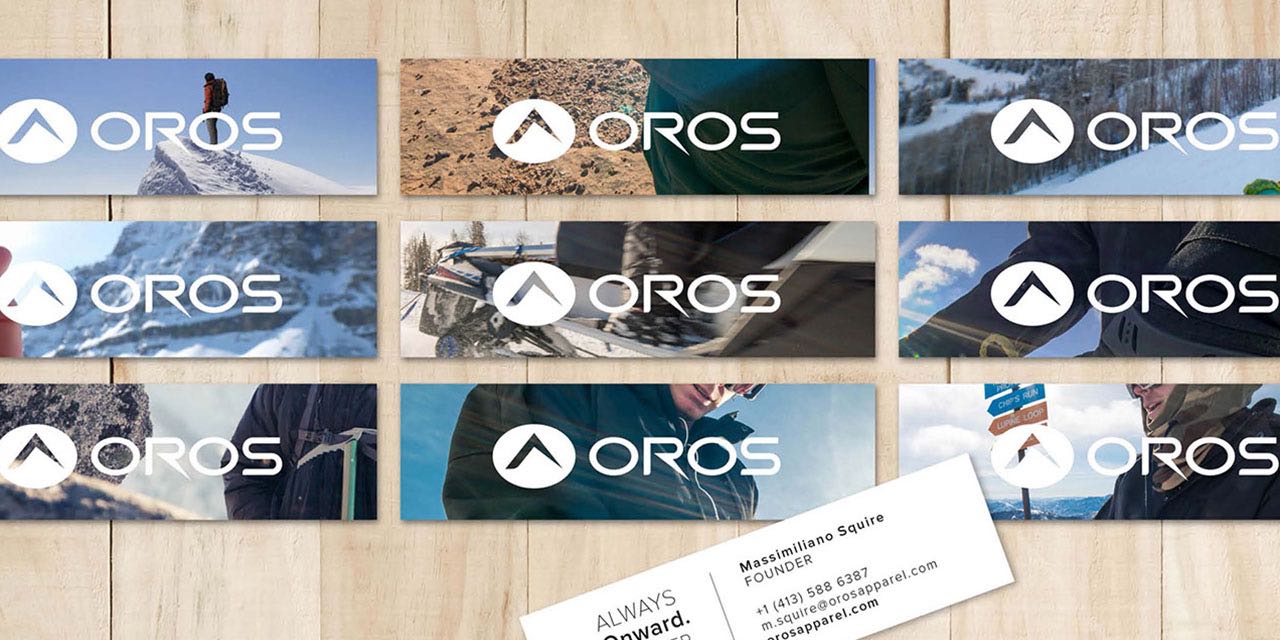 OROS
OROS
OROS
OROS
OROS
OROS
OROS
OROS
CHIP'S RUN
LUPINE LOOP
OROS
ALWAYS
Onward.
Massimiliano Squire
FOUNDER
+1 (413) 588 6387
m.squire@orosapparel.com
orosapparel.com